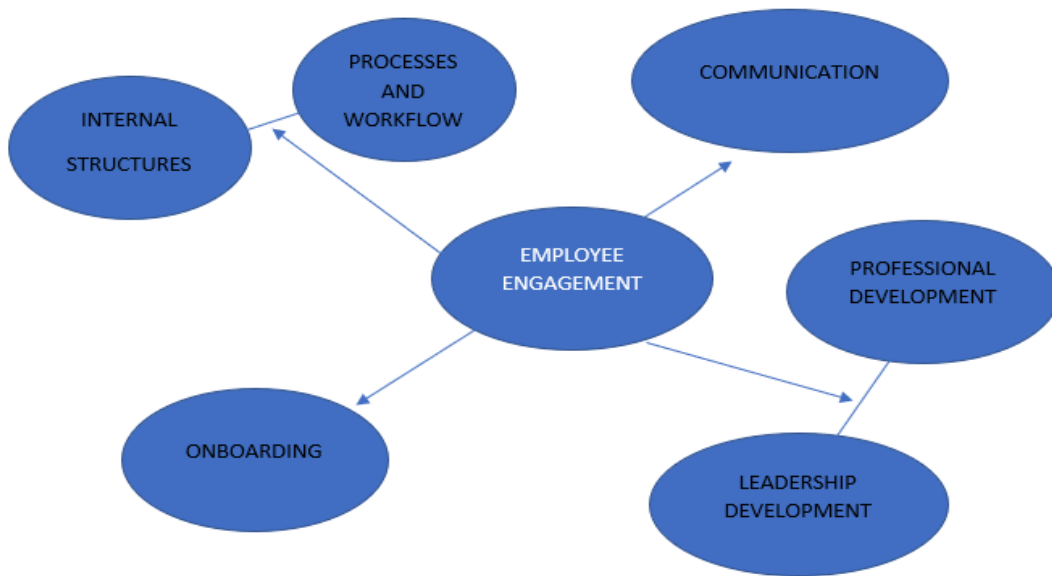 PROCESSES
AND
WORKFLOW
COMMUNICATION
INTERNAL
STRUCTURES
EMPLOYEE
ENGAGEMENT
PROFESSIONAL
DEVELOPMENT
ONBOARDING
LEADERSHIP
DEVELOPMENT